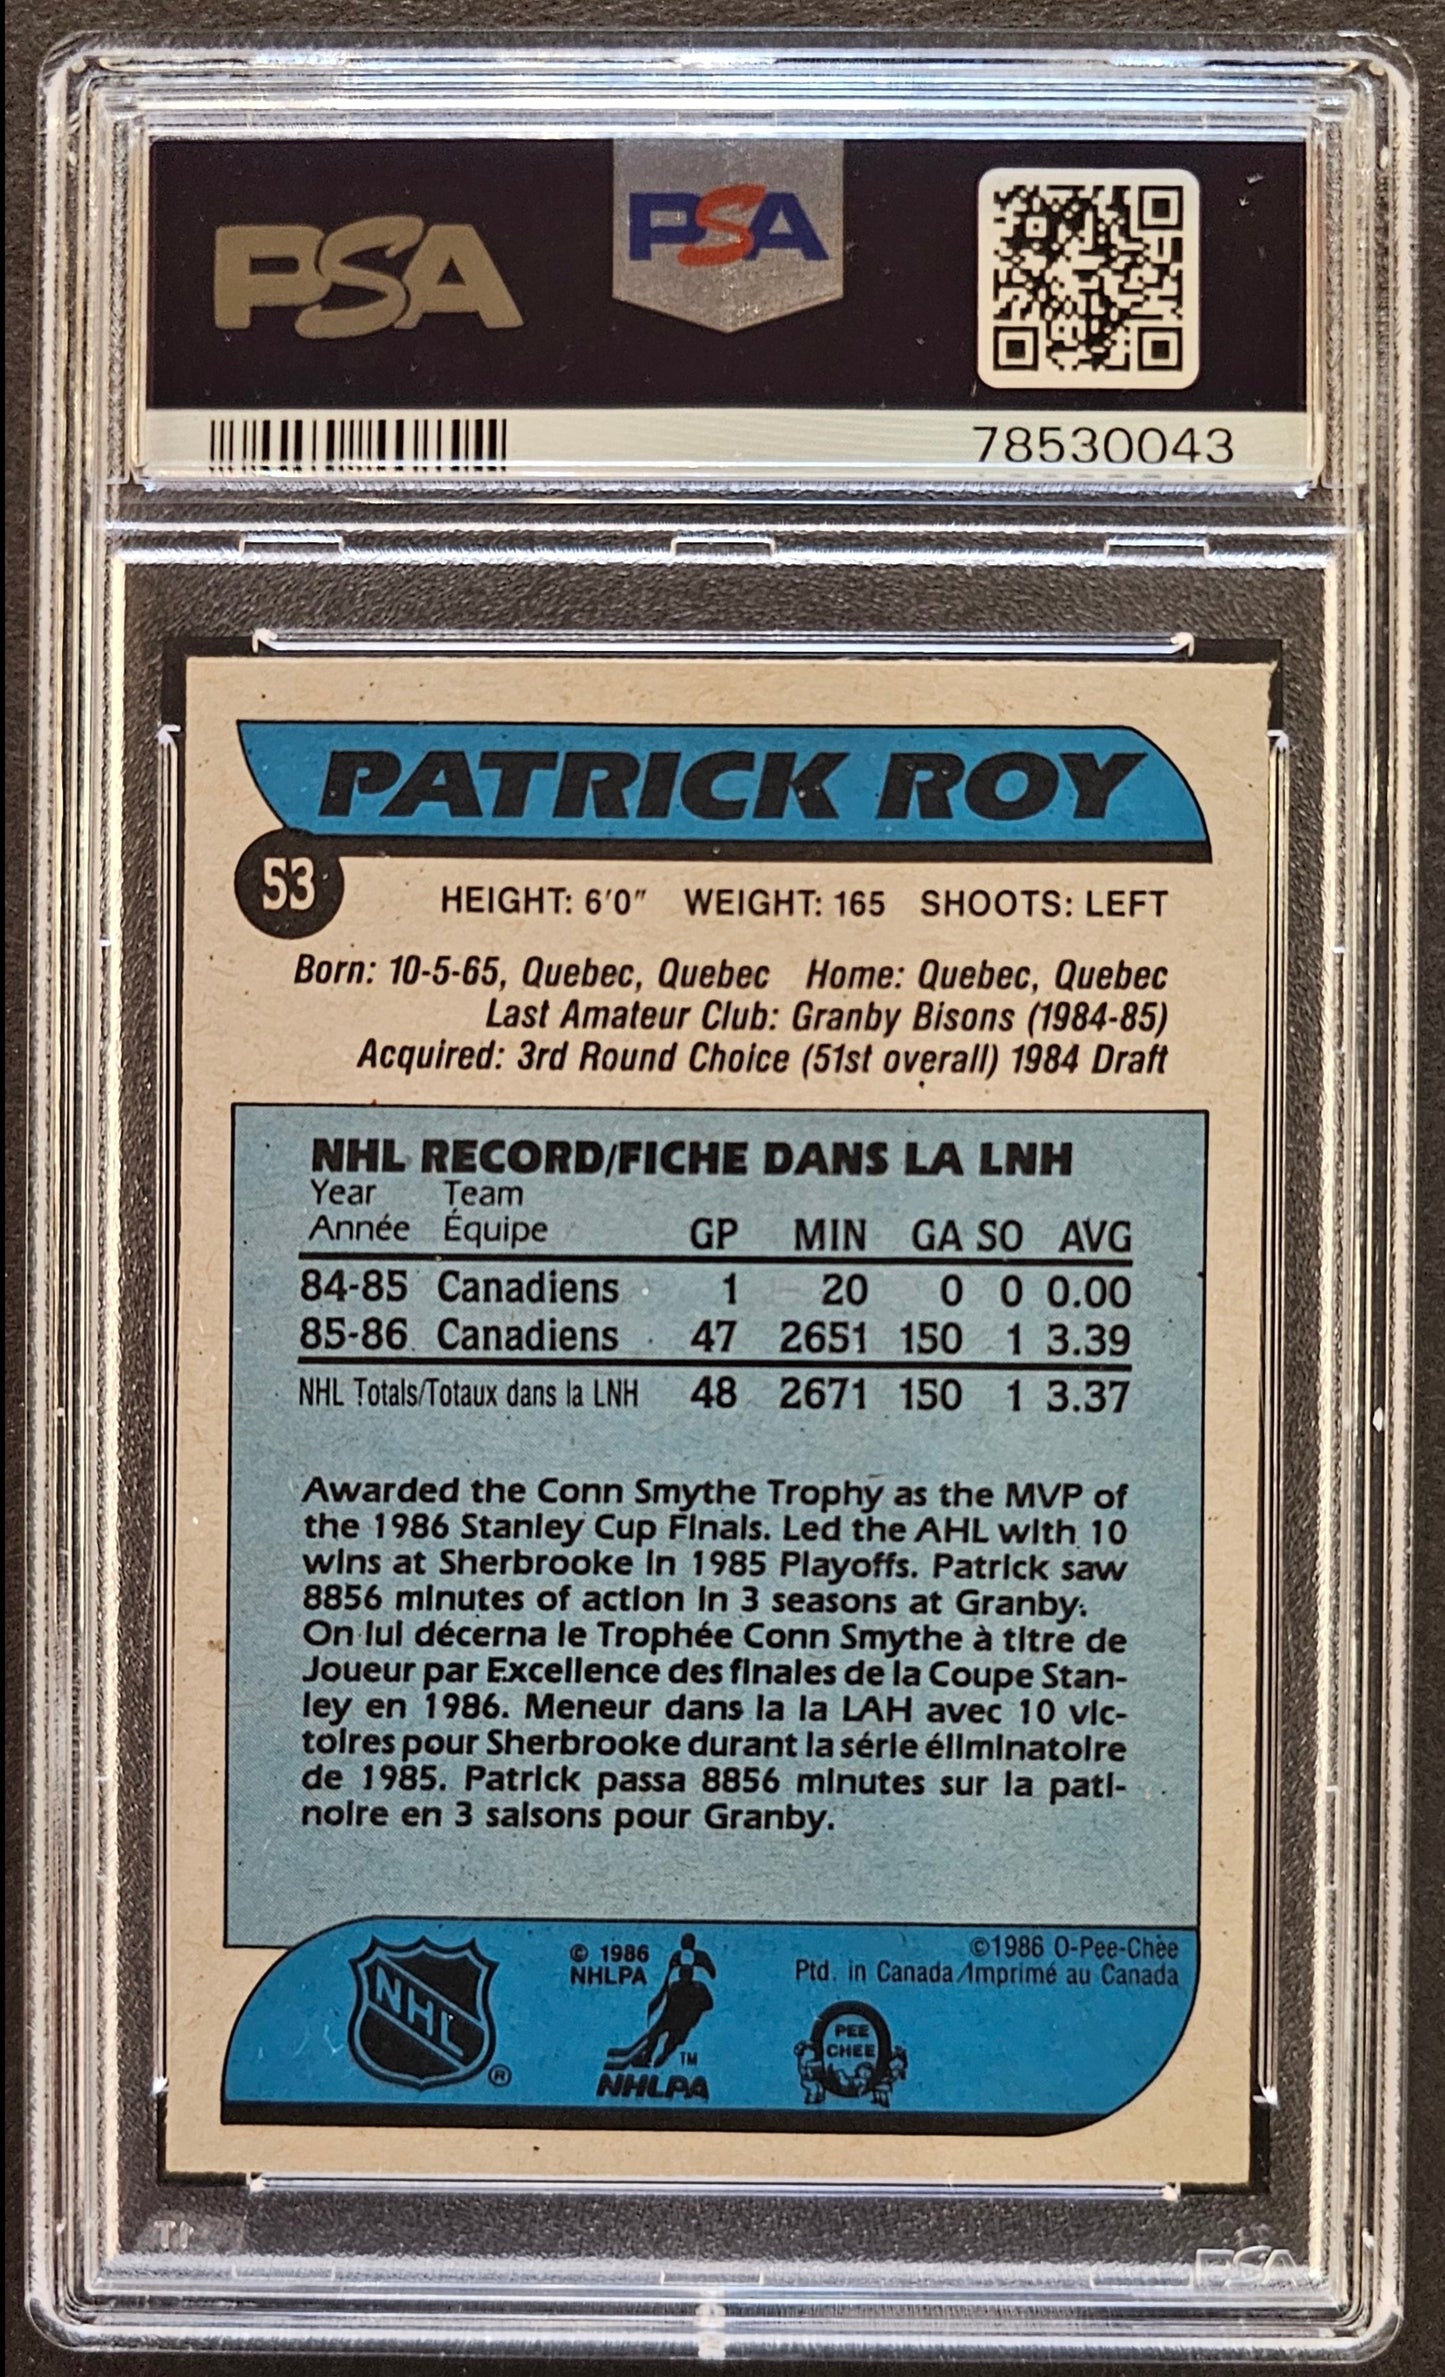 PSA
PSA
78530043
PATRICK ROY
53
HEIGHT: 6'0" WEIGHT: 165 SHOOTS: LEFT
Born: 10-5-65, Quebec, Quebec Home: Quebec, Quebec
Last Amateur Club: Granby Bisons (1984-85)
Acquired: 3rd Round Choice (51st overall) 1984 Draft
NHL RECORD/FICHE DANS LA LNH
Year Team
Année Équipe GP MIN GA SO AVG
84-85 Canadiens 1 20 0 0 0.00
85-86 Canadiens 47 2651 150 1 3.39
NHL Totals/Totaux dans la LNH 48 2671 150 1 3.37
Awarded the Conn Smythe Trophy as the MVP of
the 1986 Stanley Cup Finals. Led the AHL with 10
wins at Sherbrooke in 1985 Playoffs. Patrick saw
8856 minutes of action in 3 seasons at Granby.
On lui décerna le Trophée Conn Smythe à titre de
Joueur par Excellence des finales de la Coupe Stan-
ley en 1986. Meneur dans la la LAH avec 10 vic-
toires pour Sherbrooke durant la série éliminatoire
de 1985. Patrick passa 8856 minutes sur la pati-
noire en 3 saisons pour Granby.
NHL ®
© 1986
NHLPA
TM
NHLPA
©1986 O-Pee-Chee
Ptd. in Canada/Imprimé au Canada
PEE
CHEE
PSA